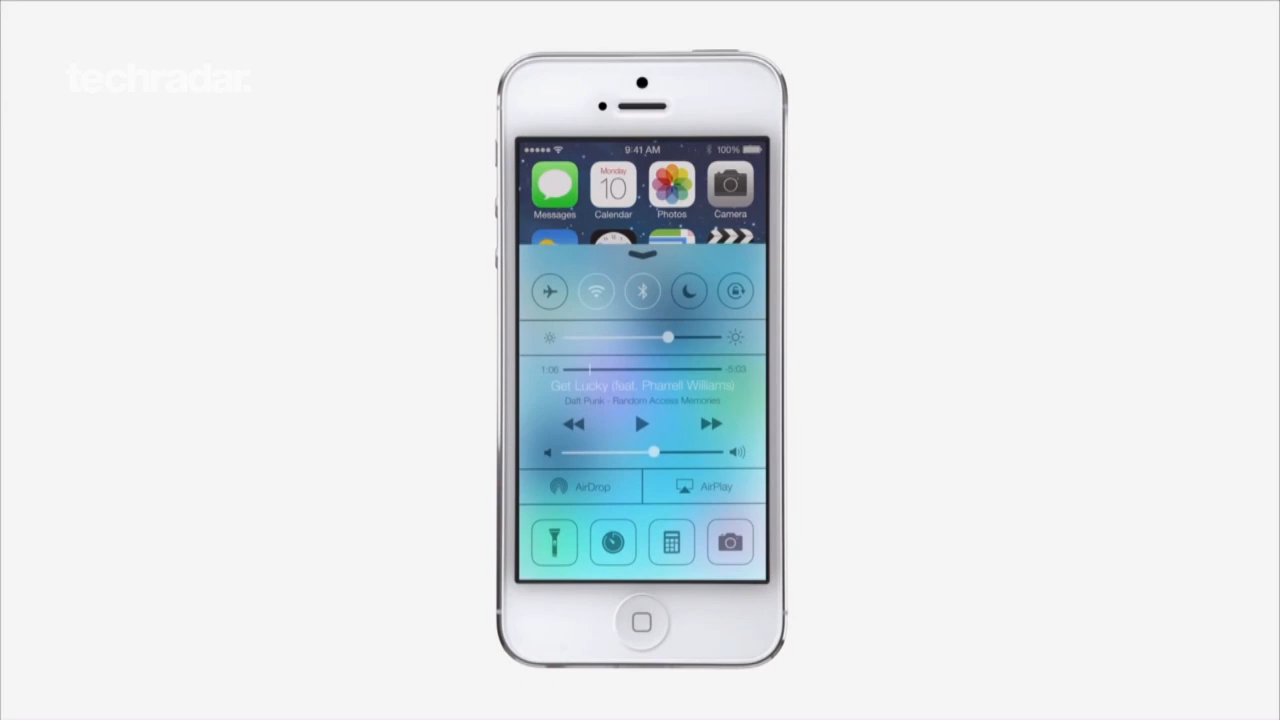 techradar.
9:41 AM 100%
Monday
10
Messages Calendar Photos Camera
1:06 -5:03
Get Lucky (feat. Pharrell Williams)
Daft Punk - Random Access Memories
AirDrop AirPlay